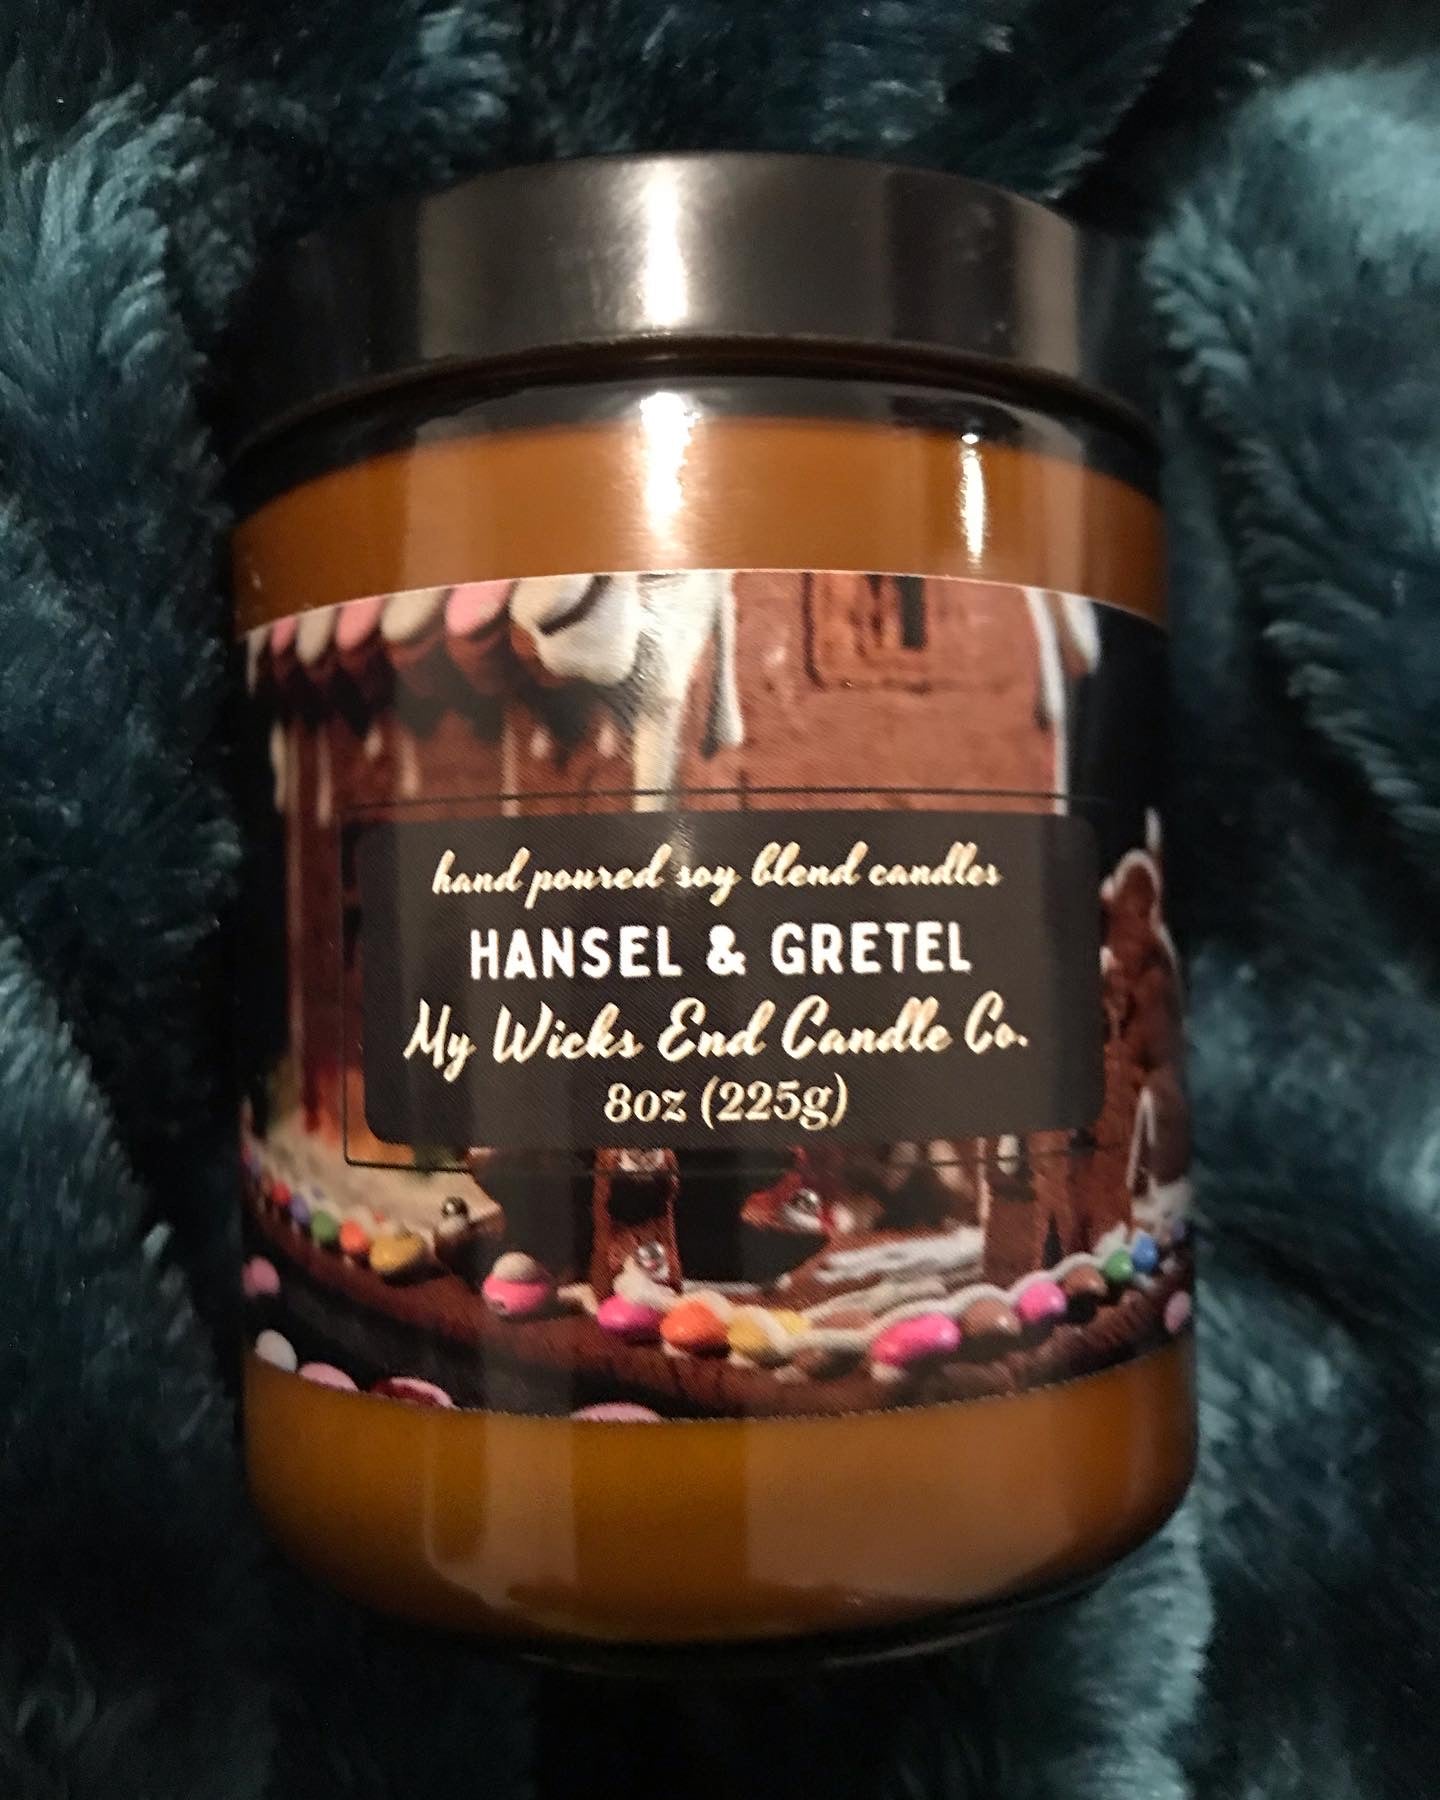 hand poured soy blend candles
HANSEL & GRETEL
My Wicks End Candle Co.
8oz (225g)